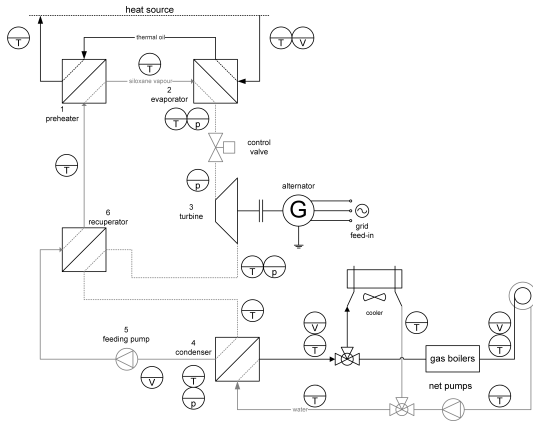 heat source
thermal oil
T
T
V
T
siloxane vapour
2
evaporator
1
preheater
T
p
control
valve
T
p
alternator
3
turbine
G
grid
feed-in
6
recuperator
T
p
cooler
T
V
T
T
V
T
5
feeding pump
4
condenser
gas boilers
V
T
p
net pumps
T
water
T